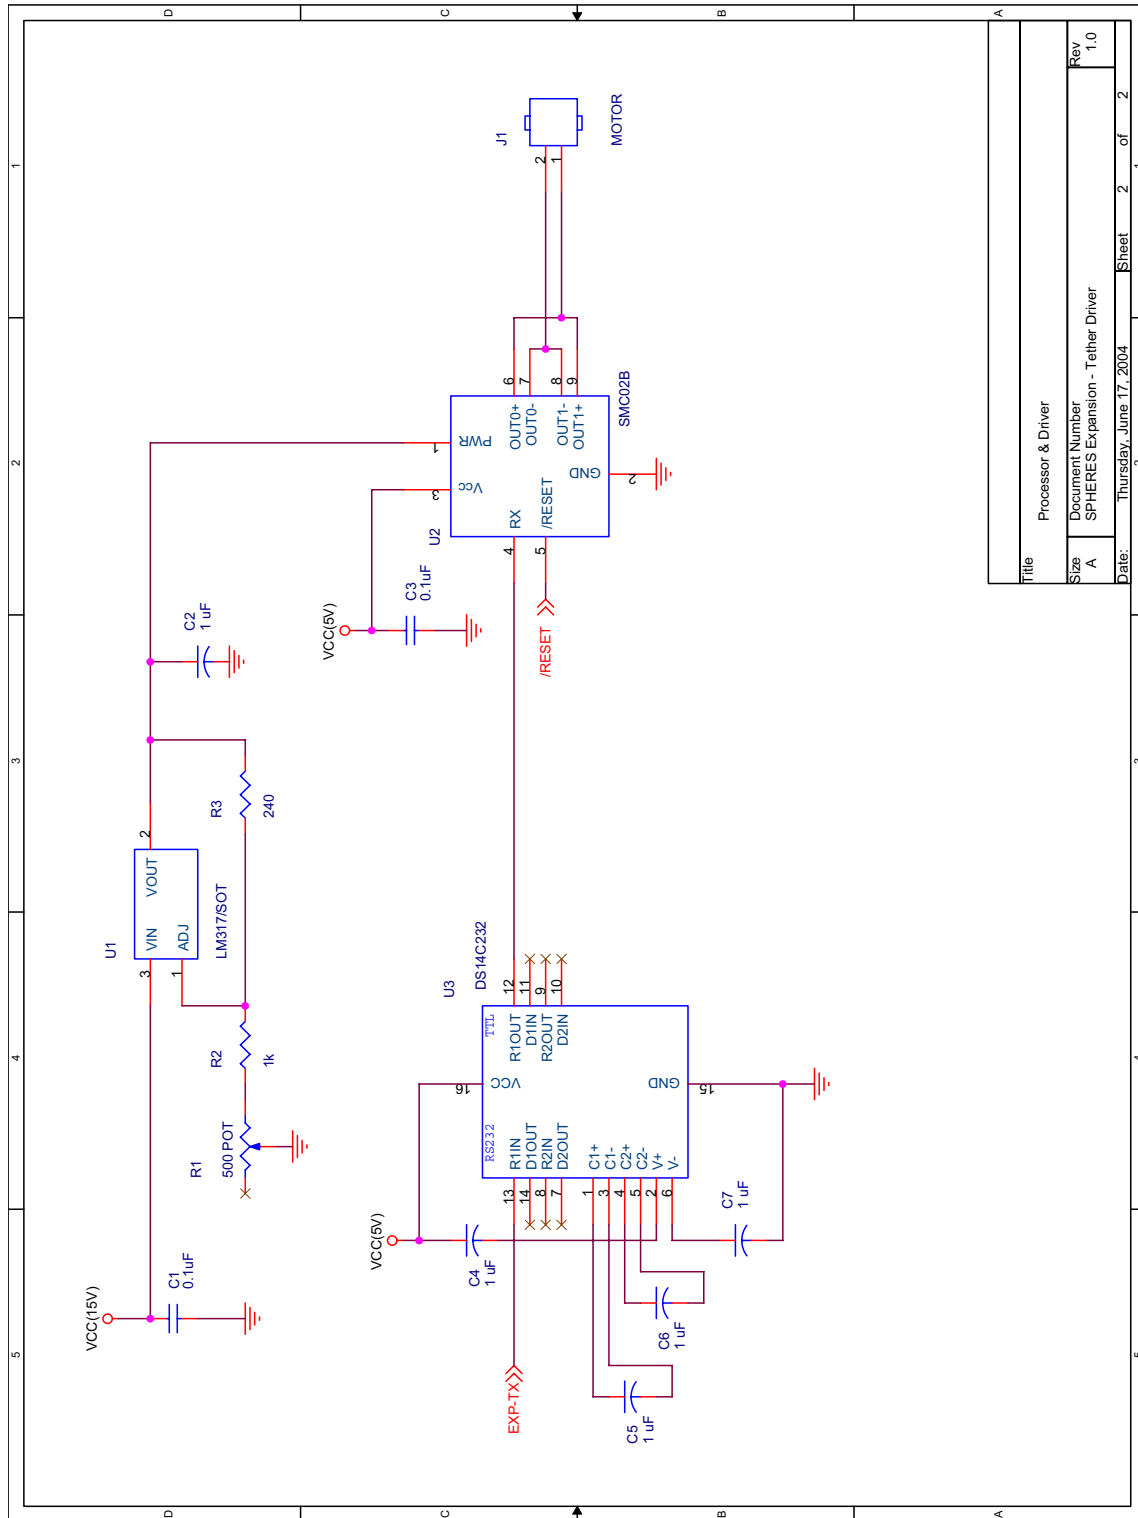 5
4
3
2
1
D
D
C
C
B
B
A
A
VCC(15V)
C1
0.1uF
R1
500 POT
R2
1k
U1
VIN
VOUT
ADJ
3
2
1
LM317/SOT
R3
240
C2
1 uF
VCC(5V)
C3
0.1uF
U2
PWR
Vcc
RX
/RESET
GND
OUT0+
OUT0-
OUT1-
OUT1+
1
3
4
5
2
6
7
8
9
SMC02B
/RESET
J1
2
1
MOTOR
VCC(5V)
C4
1 uF
EXP-TX
C5
1 uF
C6
1 uF
C7
1 uF
U3
DS14C232
RS232
TTL
VCC
GND
R1IN
D1OUT
R2IN
D2OUT
C1+
C1-
C2+
C2-
V+
V-
R1OUT
D1IN
R2OUT
D2IN
16
15
13
14
8
7
1
3
4
5
2
6
12
11
9
10
Title
Processor & Driver
Size
A
Document Number
SPHERES Expansion - Tether Driver
Rev
1.0
Date:
Thursday, June 17, 2004
Sheet
2
of
2
5
4
3
2
1